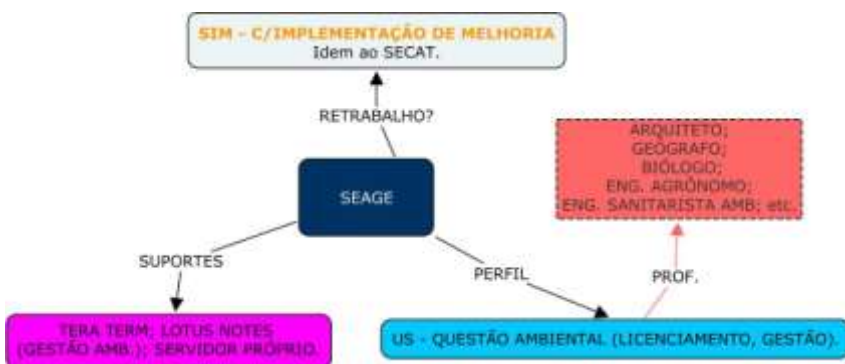 SIM - C/IMPLEMENTAÇÃO DE MELHORIA
Idem ao SECAT.
RETRABALHO?
ARQUITETO;
GEÓGRAFO;
BIÓLOGO;
ENG. AGRÔNOMO;
ENG. SANITARISTA AMB; etc.
SEAGE
SUPORTES
PERFIL
PROF.
TERA TERM; LOTUS NOTES
(GESTÃO AMB.); SERVIDOR PRÓPRIO.
US - QUESTÃO AMBIENTAL (LICENCIAMENTO, GESTÃO).